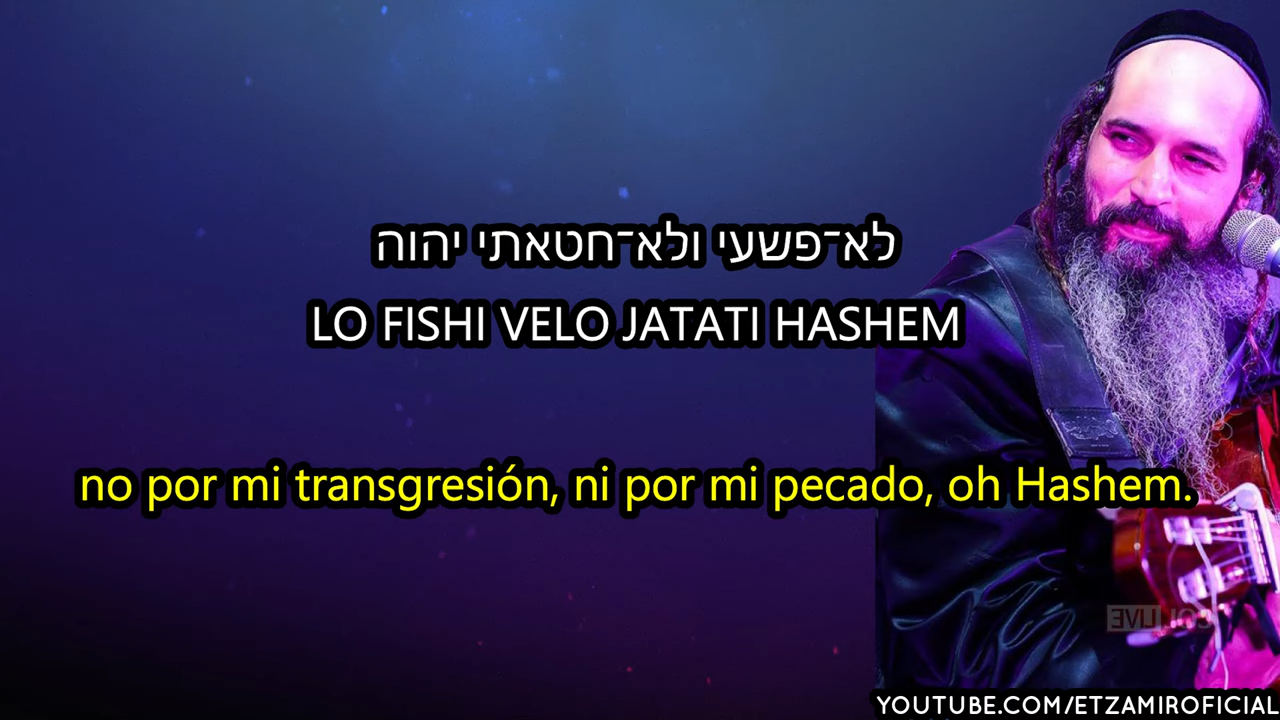 לא־פשעי ולא־חטאתי יהוה
LO FISHI VELO JATATI HASHEM
no por mi transgresión, ni por mi pecado, oh Hashem.
YOUTUBE.COM/ETZAMIROFICIAL